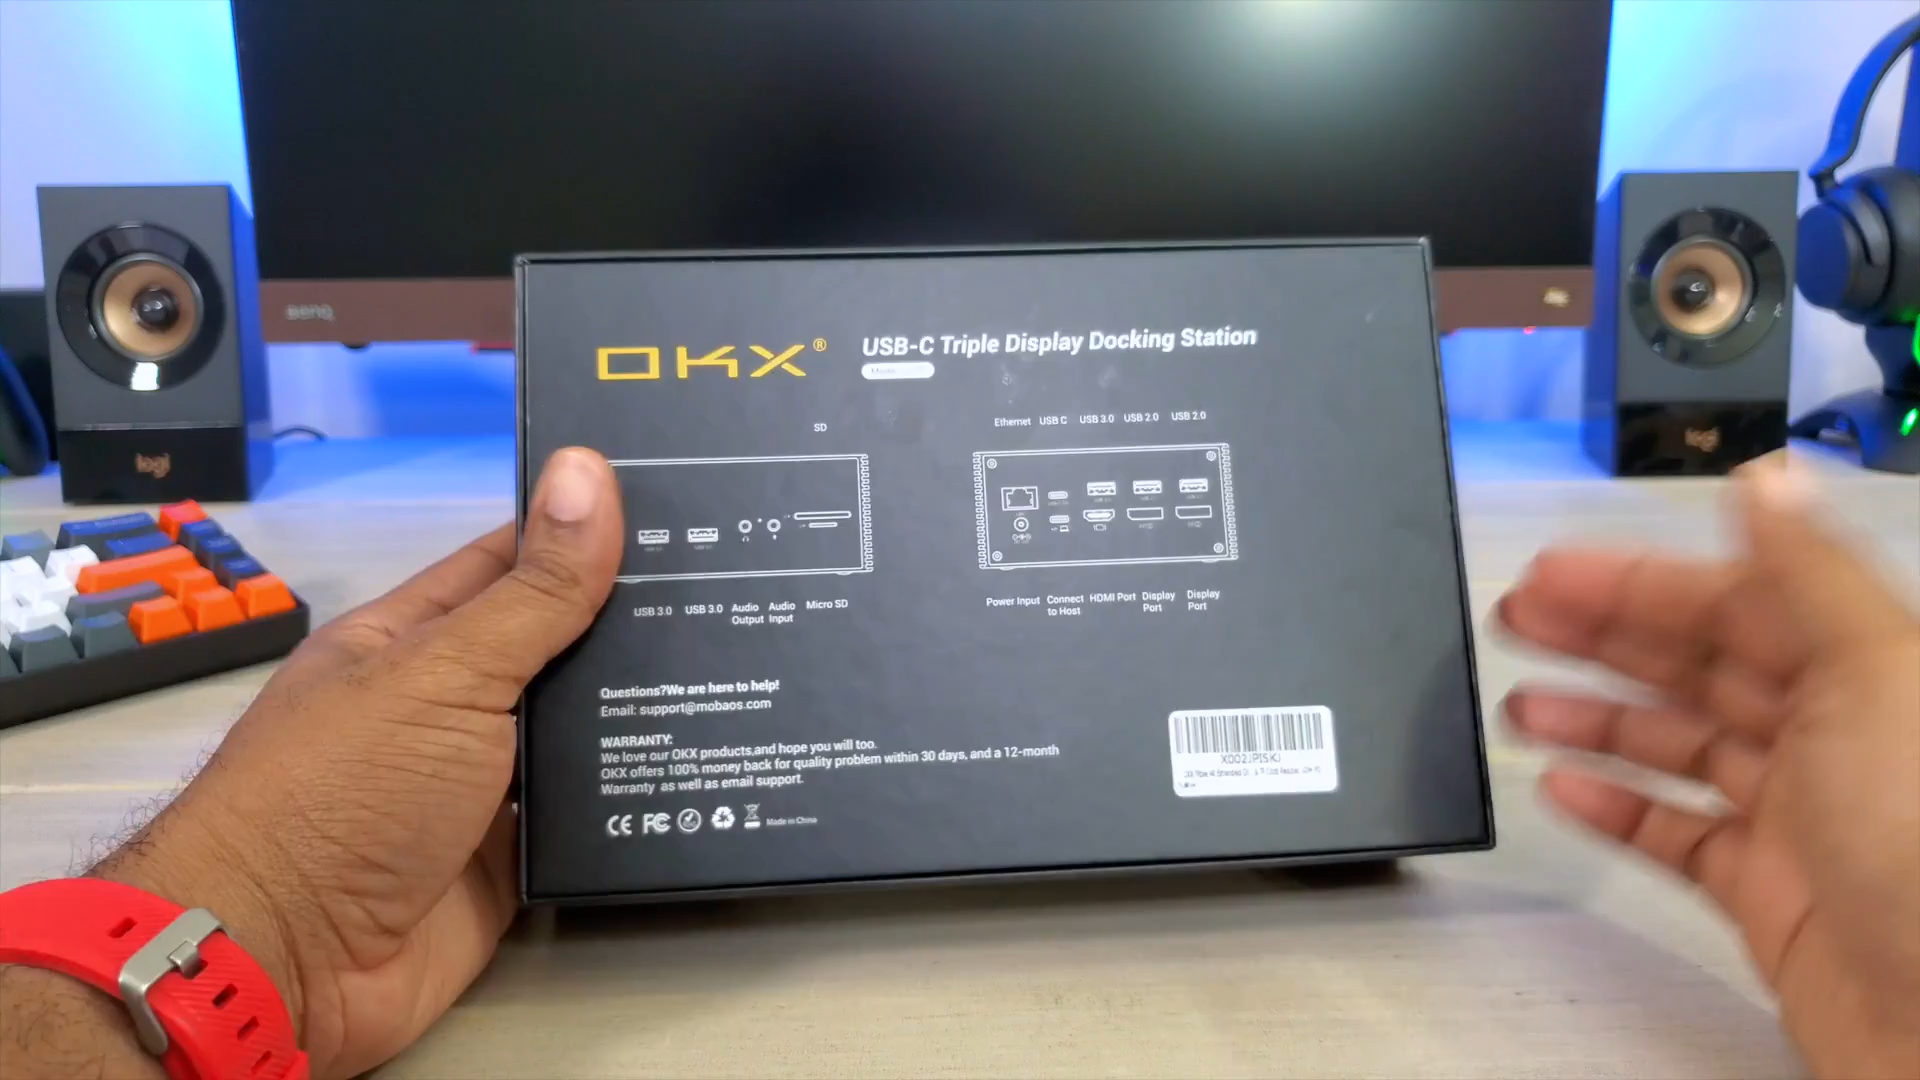 BenQ
logi
logi
OKX®
USB-C Triple Display Docking Station
SD
USB 3.0 USB 3.0 Audio Output Audio Input Micro SD
Ethernet USB C USB 3.0 USB 2.0 USB 2.0
Power Input Connect to Host HDMI Port Display Port Display Port
Questions?We are here to help!
Email: support@mobaos.com
WARRANTY:
We love our OKX products,and hope you will too.
OKX offers 100% money back for quality problem within 30 days, and a 12-month
Warranty as well as email support.
CE FC
Made in China